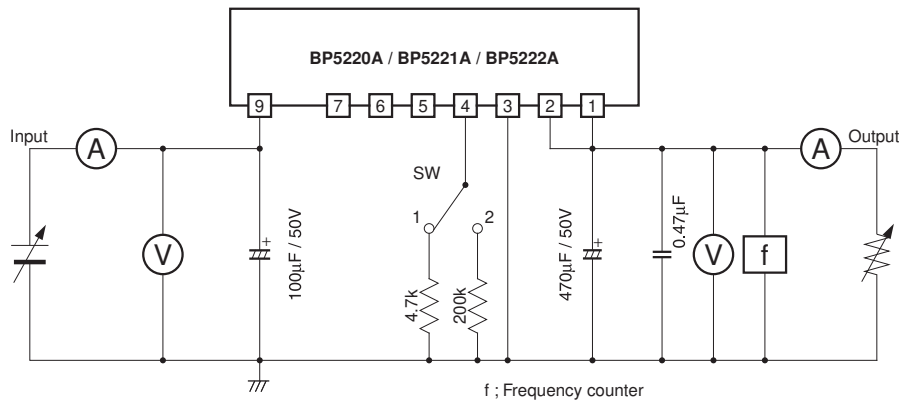 BP5220A / BP5221A / BP5222A
9 7 6 5 4 3 2 1
Input
A
A
Output
SW
1
2
V
100μF / 50V
4.7k
200k
470μF / 50V
0.47μF
V
f
+
+
f ; Frequency counter